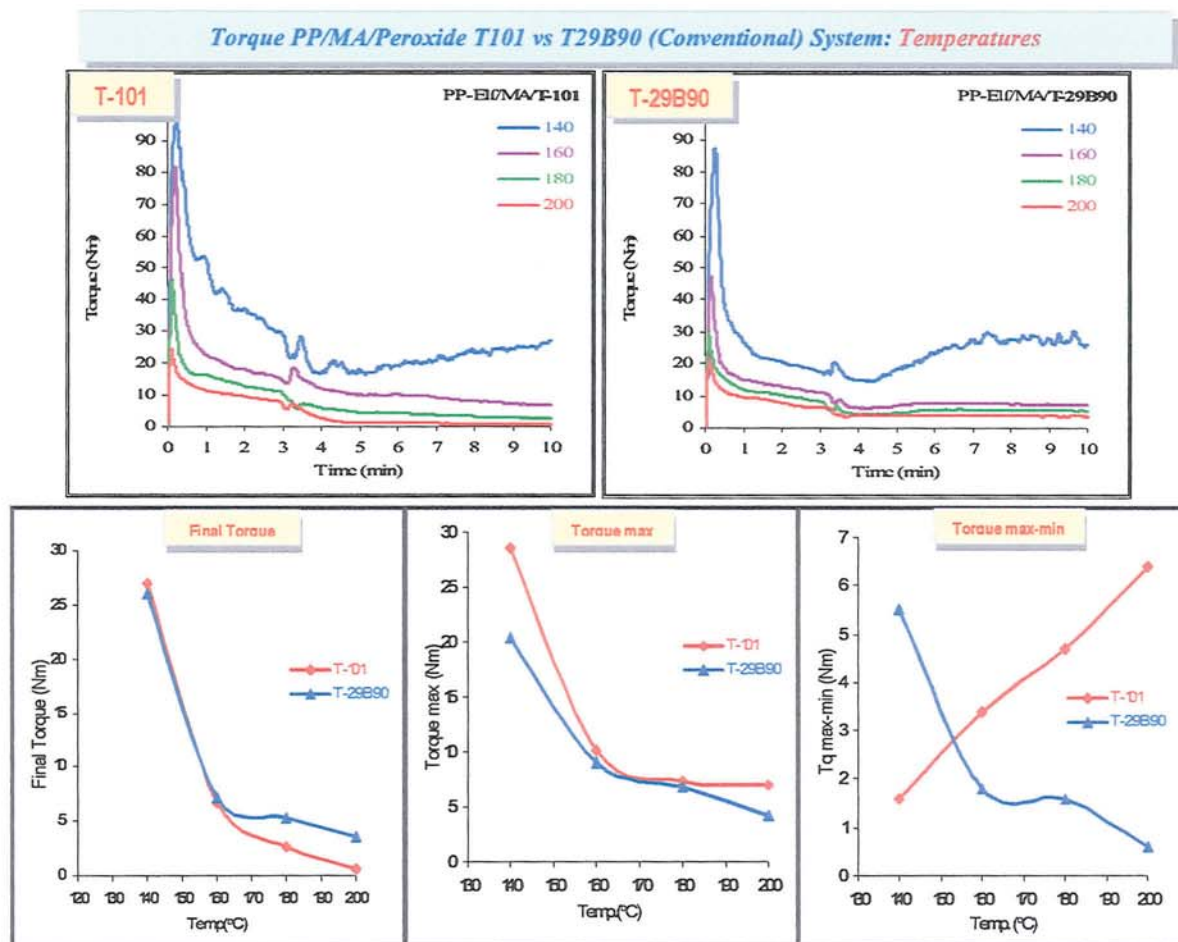 Torque PP/MA/Peroxide T101 vs T29B90 (Conventional) System: Temperatures
T-101
PP-Elf/MA/T-101
140
160
180
200
90
80
70
60
50
40
30
20
10
0
Torque (Nm)
0 1 2 3 4 5 6 7 8 9 10
Time (min)
T-29B90
PP-Elf/MA/T-29B90
140
160
180
200
90
80
70
60
50
40
30
20
10
0
Torque (Nm)
0 1 2 3 4 5 6 7 8 9 10
Time (min)
Final Torque
30
25
20
15
10
5
0
Final Torque (Nm)
T-101
T-29B90
120 130 140 150 160 170 180 190 200
Temp(ºC)
Torque max
30
25
20
15
10
5
0
Torque max (Nm)
T-101
T-29B90
130 140 150 160 170 180 190 200
Temp.(ºC)
Torque max-min
7
6
5
4
3
2
1
0
Tq max-min (Nm)
T-101
T-29B90
130 140 150 160 170 180 190 200
Temp.(ºC)